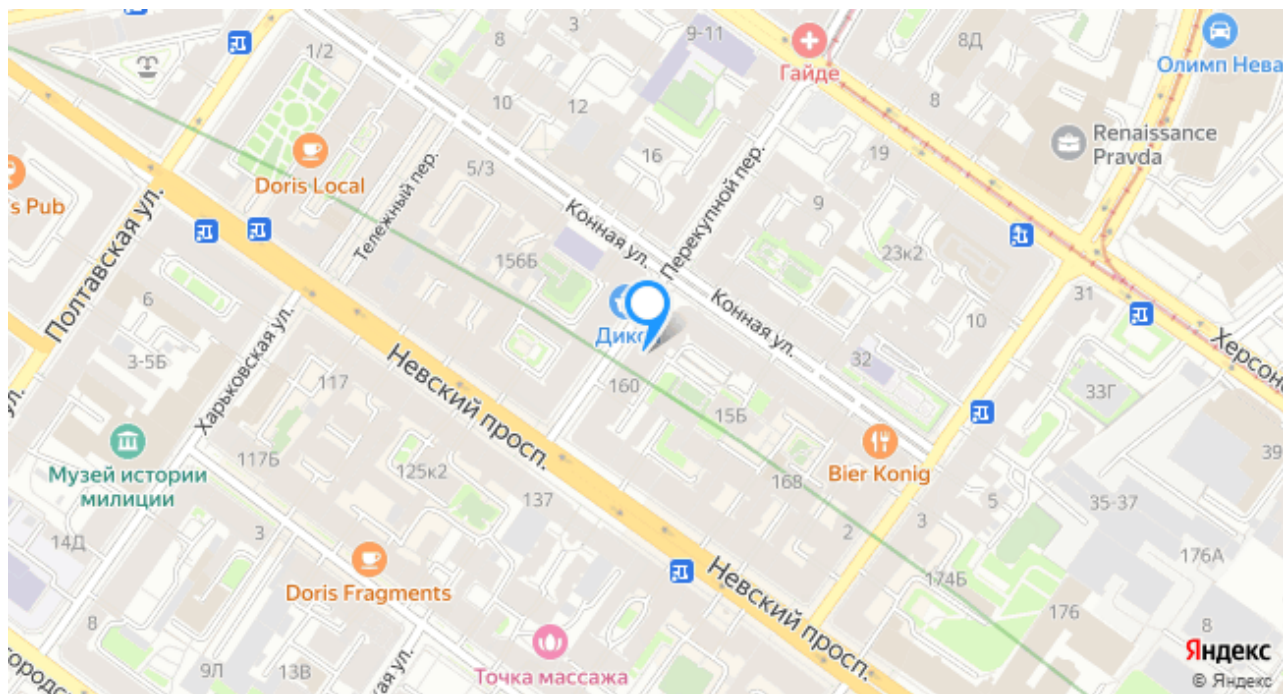 1/2
8
3
9-11
Гайде
8Д
Олимп Нева
10
12
8
Renaissance
Pravda
16
19
Doris Local
5/3
's Pub
Тележный пер.
Конная ул.
Перекупной пер.
9
23к2
Полтавская ул.
156Б
6
31
Дикс
Конная ул.
10
Херсонс
3-5Б
Харьковская ул.
117
Невский просп.
160
32
33Г
15Б
Музей истории
милиции
117Б
125к2
Bier Konig
39
137
168
35-37
14Д
3
2
3
5
176А
Doris Fragments
Невский просп.
174Б
176
8
8
9Л
13В
ая ул.
Точка массажа
Яндекс
© Яндекс